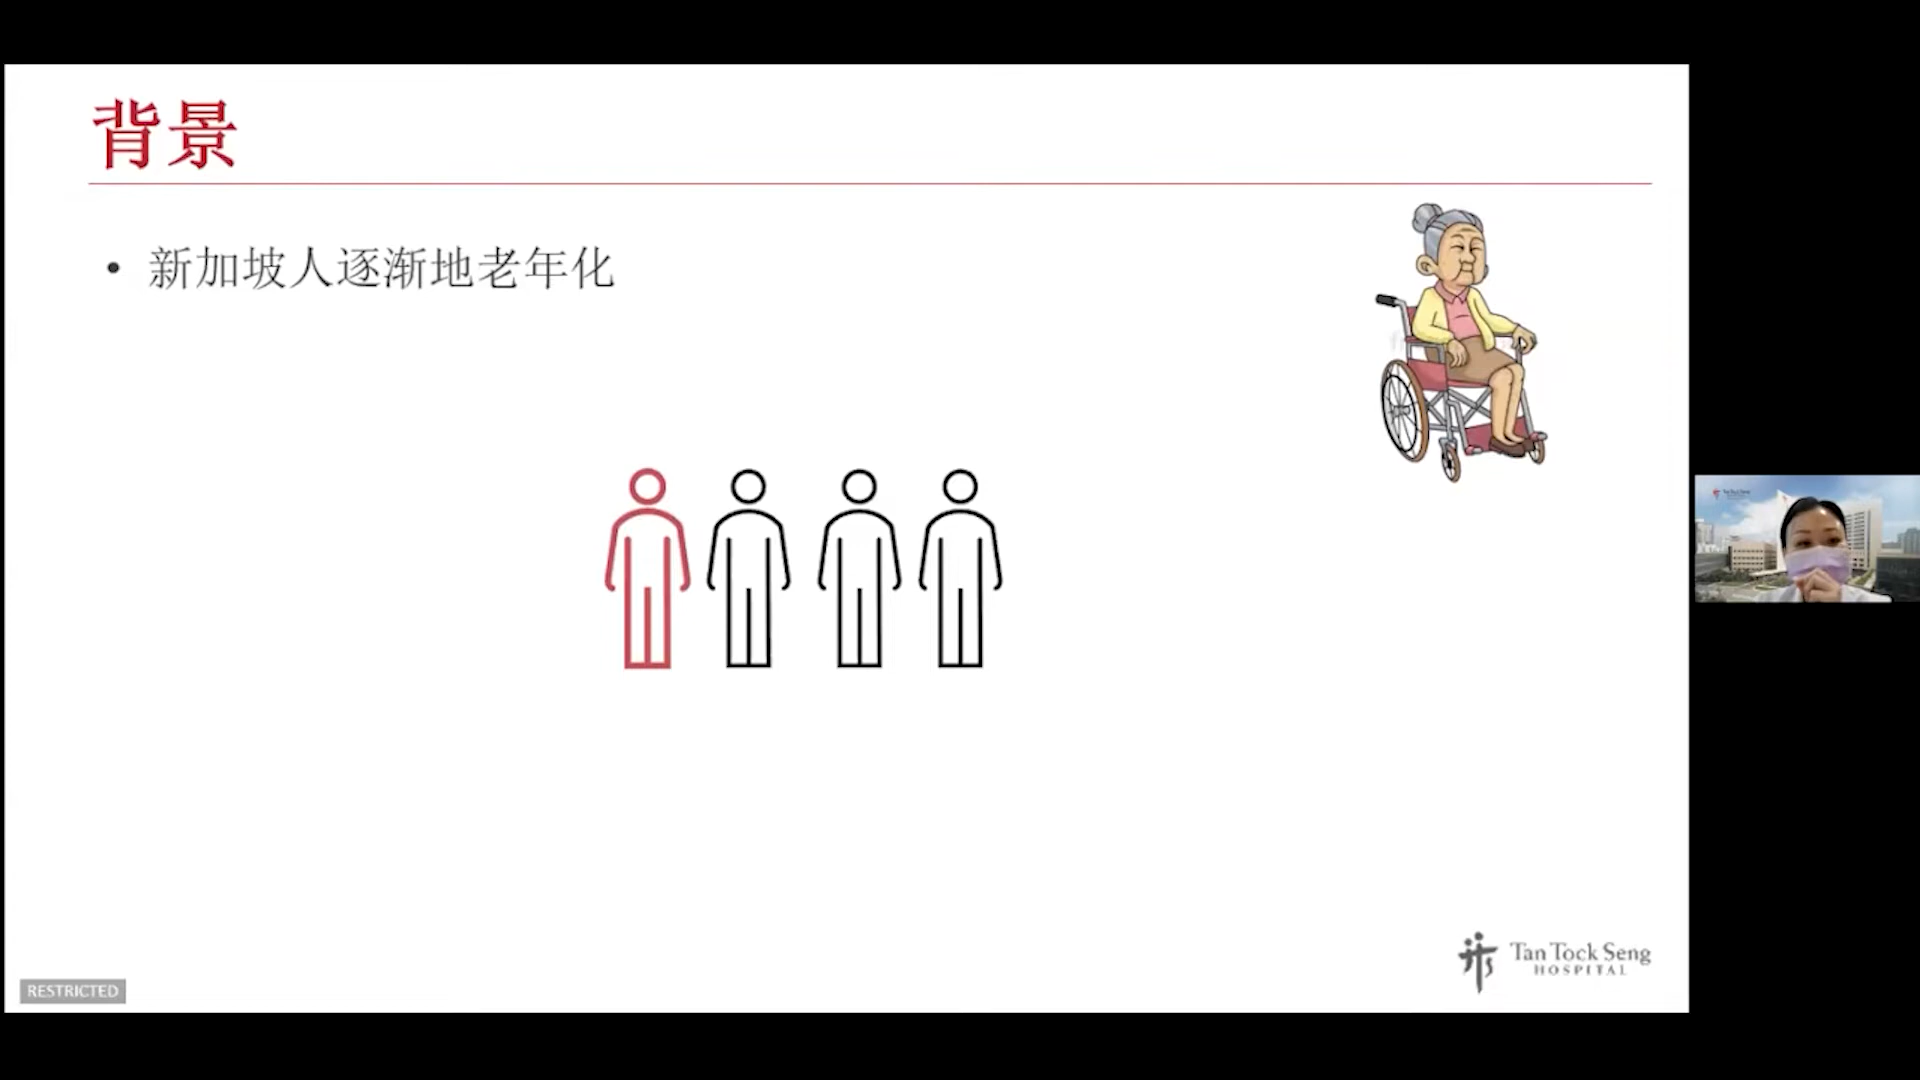 背景
• 新加坡人逐渐地老年化
Tan Tock Seng
HOSPITAL
RESTRICTED